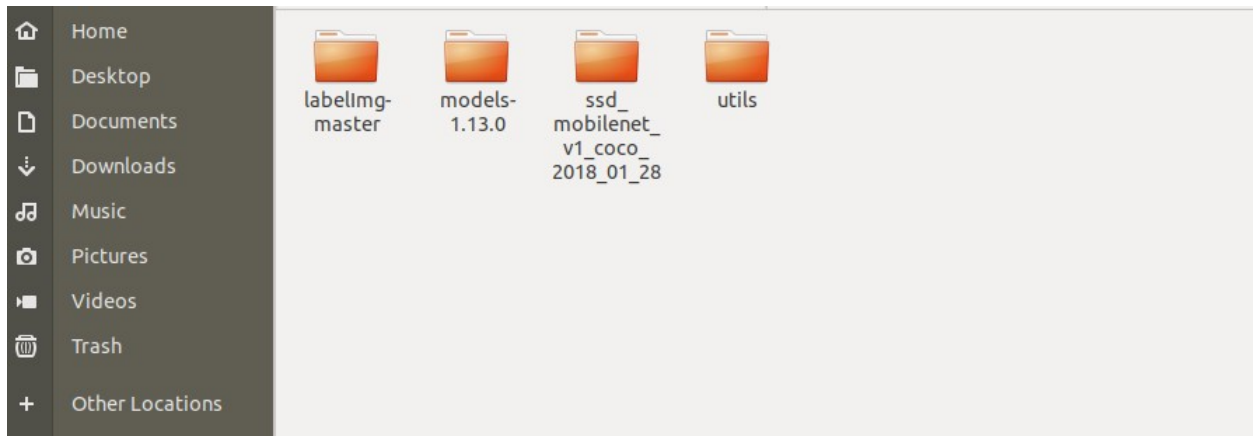 Home
Desktop
Documents
Downloads
Music
Pictures
Videos
Trash
Other Locations
labelImg-
master
models-
1.13.0
ssd_
mobilenet_
v1_coco_
2018_01_28
utils